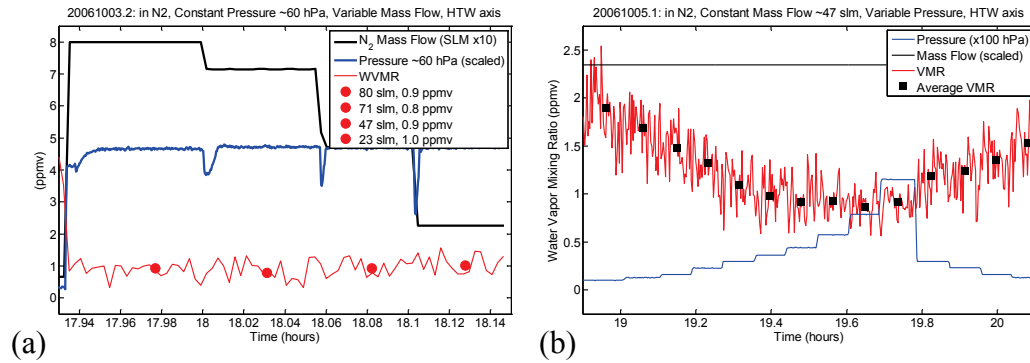 20061003.2: in N2, Constant Pressure ~60 hPa, Variable Mass Flow, HTW axis
8
7
6
5
4
3
2
1
0
(ppmv)
N2 Mass Flow (SLM x10)
Pressure ~60 hPa (scaled)
WVMR
80 slm, 0.9 ppmv
71 slm, 0.8 ppmv
47 slm, 0.9 ppmv
23 slm, 1.0 ppmv
17.94 17.96 17.98 18 18.02 18.04 18.06 18.08 18.1 18.12 18.14
Time (hours)
(a)
20061005.1: in N2, Constant Mass Flow ~47 slm, Variable Pressure, HTW axis
2.5
2
1.5
1
0.5
0
Water Vapor Mixing Ratio (ppmv)
Pressure (x100 hPa)
Mass Flow (scaled)
VMR
Average VMR
19 19.2 19.4 19.6 19.8 20
Time (hours)
(b)